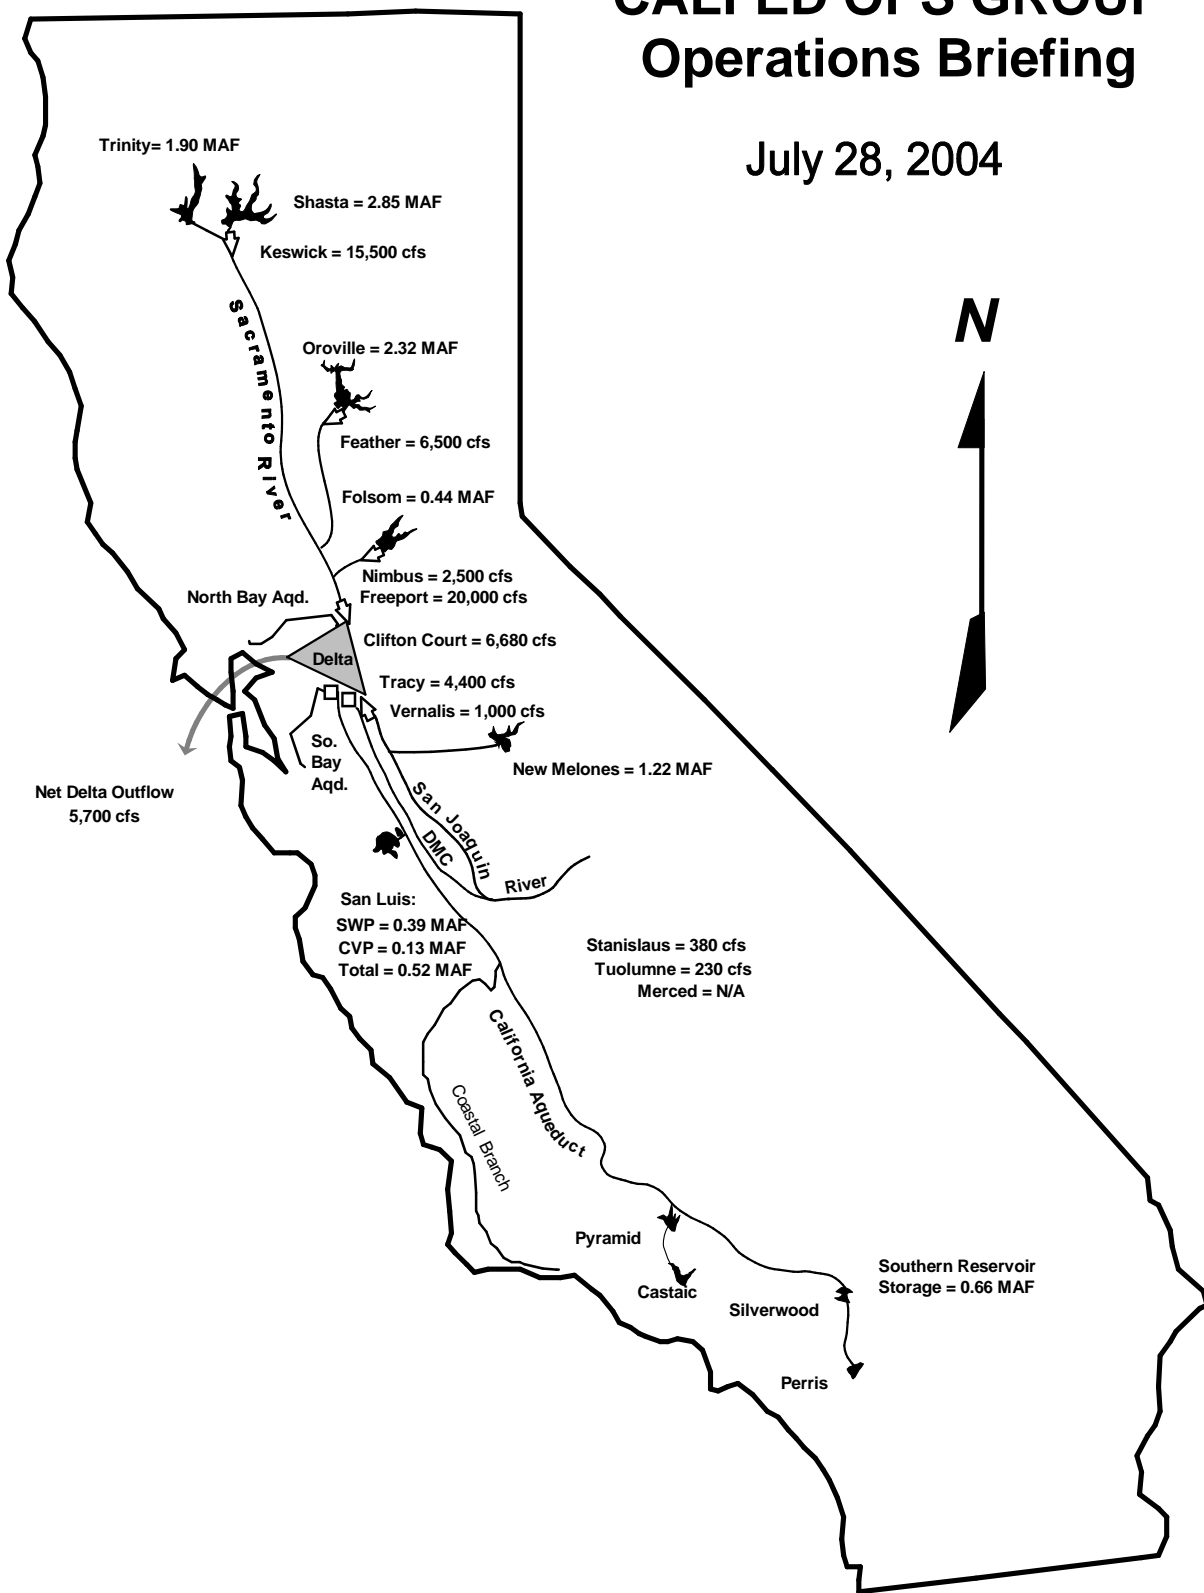 CALFED OPS GROUP
Operations Briefing
July 28, 2004
Trinity= 1.90 MAF
Shasta = 2.85 MAF
Keswick = 15,500 cfs
N
Sacramento River
Oroville = 2.32 MAF
Feather = 6,500 cfs
Folsom = 0.44 MAF
Nimbus = 2,500 cfs
North Bay Aqd.
Freeport = 20,000 cfs
Clifton Court = 6,680 cfs
Delta
Tracy = 4,400 cfs
Vernalis = 1,000 cfs
So.
Bay
Aqd.
New Melones = 1.22 MAF
Net Delta Outflow
5,700 cfs
San Joaquin
River
DMC
San Luis:
SWP = 0.39 MAF
CVP = 0.13 MAF
Total = 0.52 MAF
Stanislaus = 380 cfs
Tuolumne = 230 cfs
Merced = N/A
California Aqueduct
Coastal Branch
Pyramid
Castaic
Silverwood
Southern Reservoir
Storage = 0.66 MAF
Perris